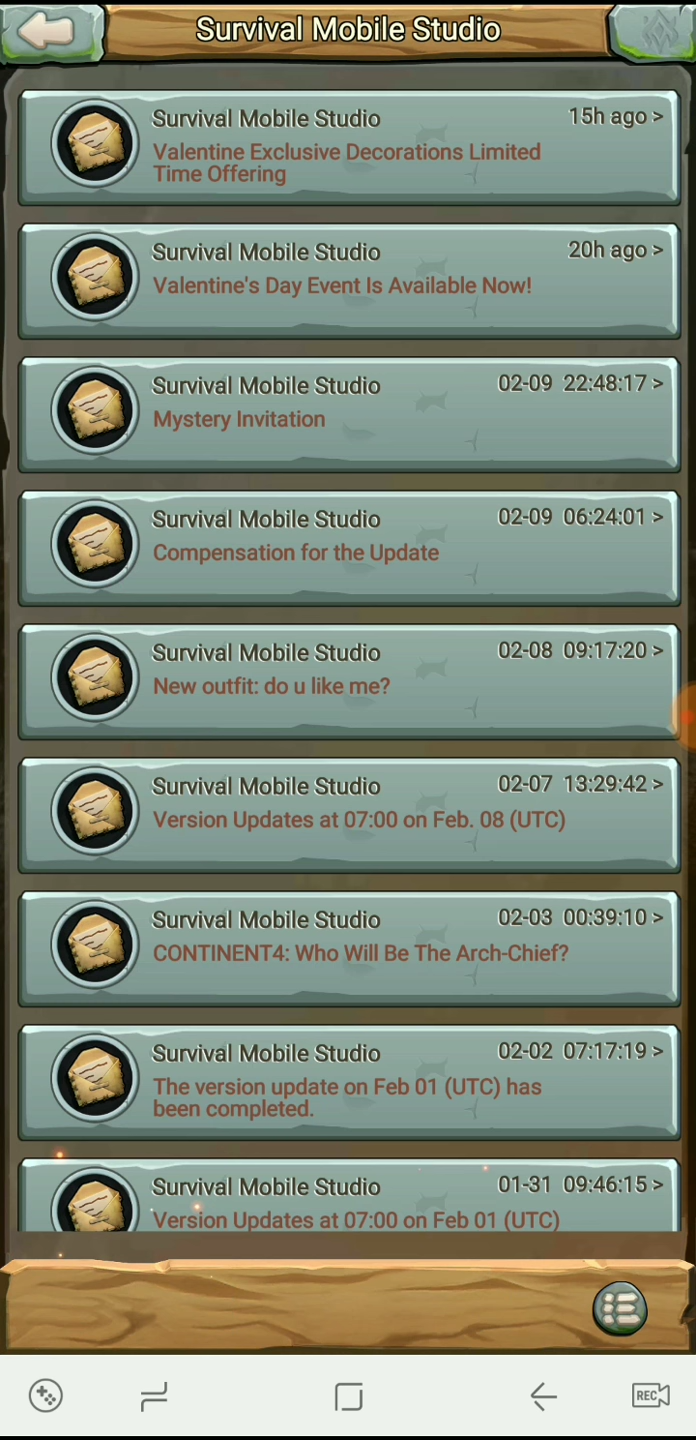 Survival Mobile Studio
Survival Mobile Studio 15h ago >
Valentine Exclusive Decorations Limited
Time Offering
Survival Mobile Studio 20h ago >
Valentine's Day Event Is Available Now!
Survival Mobile Studio 02-09 22:48:17 >
Mystery Invitation
Survival Mobile Studio 02-09 06:24:01 >
Compensation for the Update
Survival Mobile Studio 02-08 09:17:20 >
New outfit: do u like me?
Survival Mobile Studio 02-07 13:29:42 >
Version Updates at 07:00 on Feb. 08 (UTC)
Survival Mobile Studio 02-03 00:39:10 >
CONTINENT4: Who Will Be The Arch-Chief?
Survival Mobile Studio 02-02 07:17:19 >
The version update on Feb 01 (UTC) has
been completed.
Survival Mobile Studio 01-31 09:46:15 >
Version Updates at 07:00 on Feb 01 (UTC)
REC